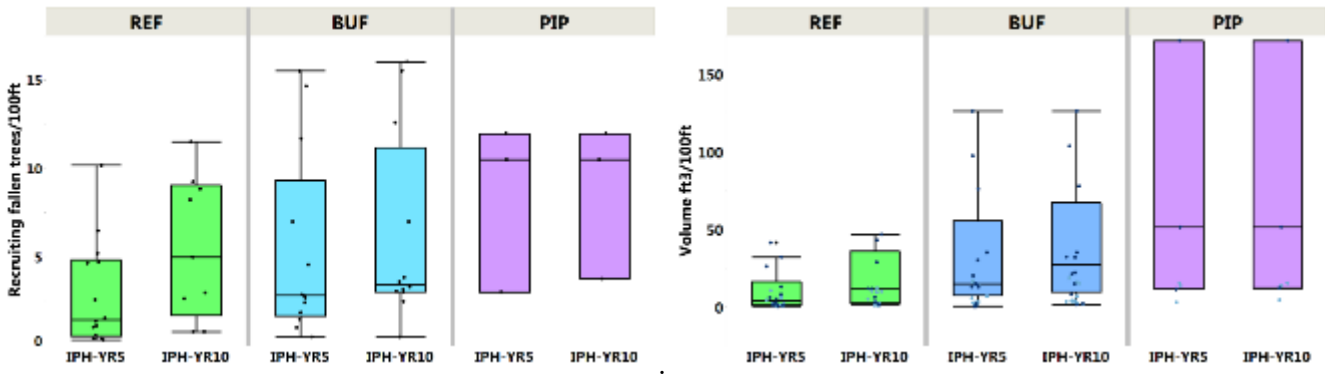 REF BUF PIP
Recruiting fallen trees/100ft
15
10
5
0
IPH-YR5 IPH-YR10 IPH-YR5 IPH-YR10 IPH-YR5 IPH-YR10
REF BUF PIP
Volume ft3/100ft
150
100
50
0
IPH-YR5 IPH-YR10 IPH-YR5 IPH-YR10 IPH-YR5 IPH-YR10
.